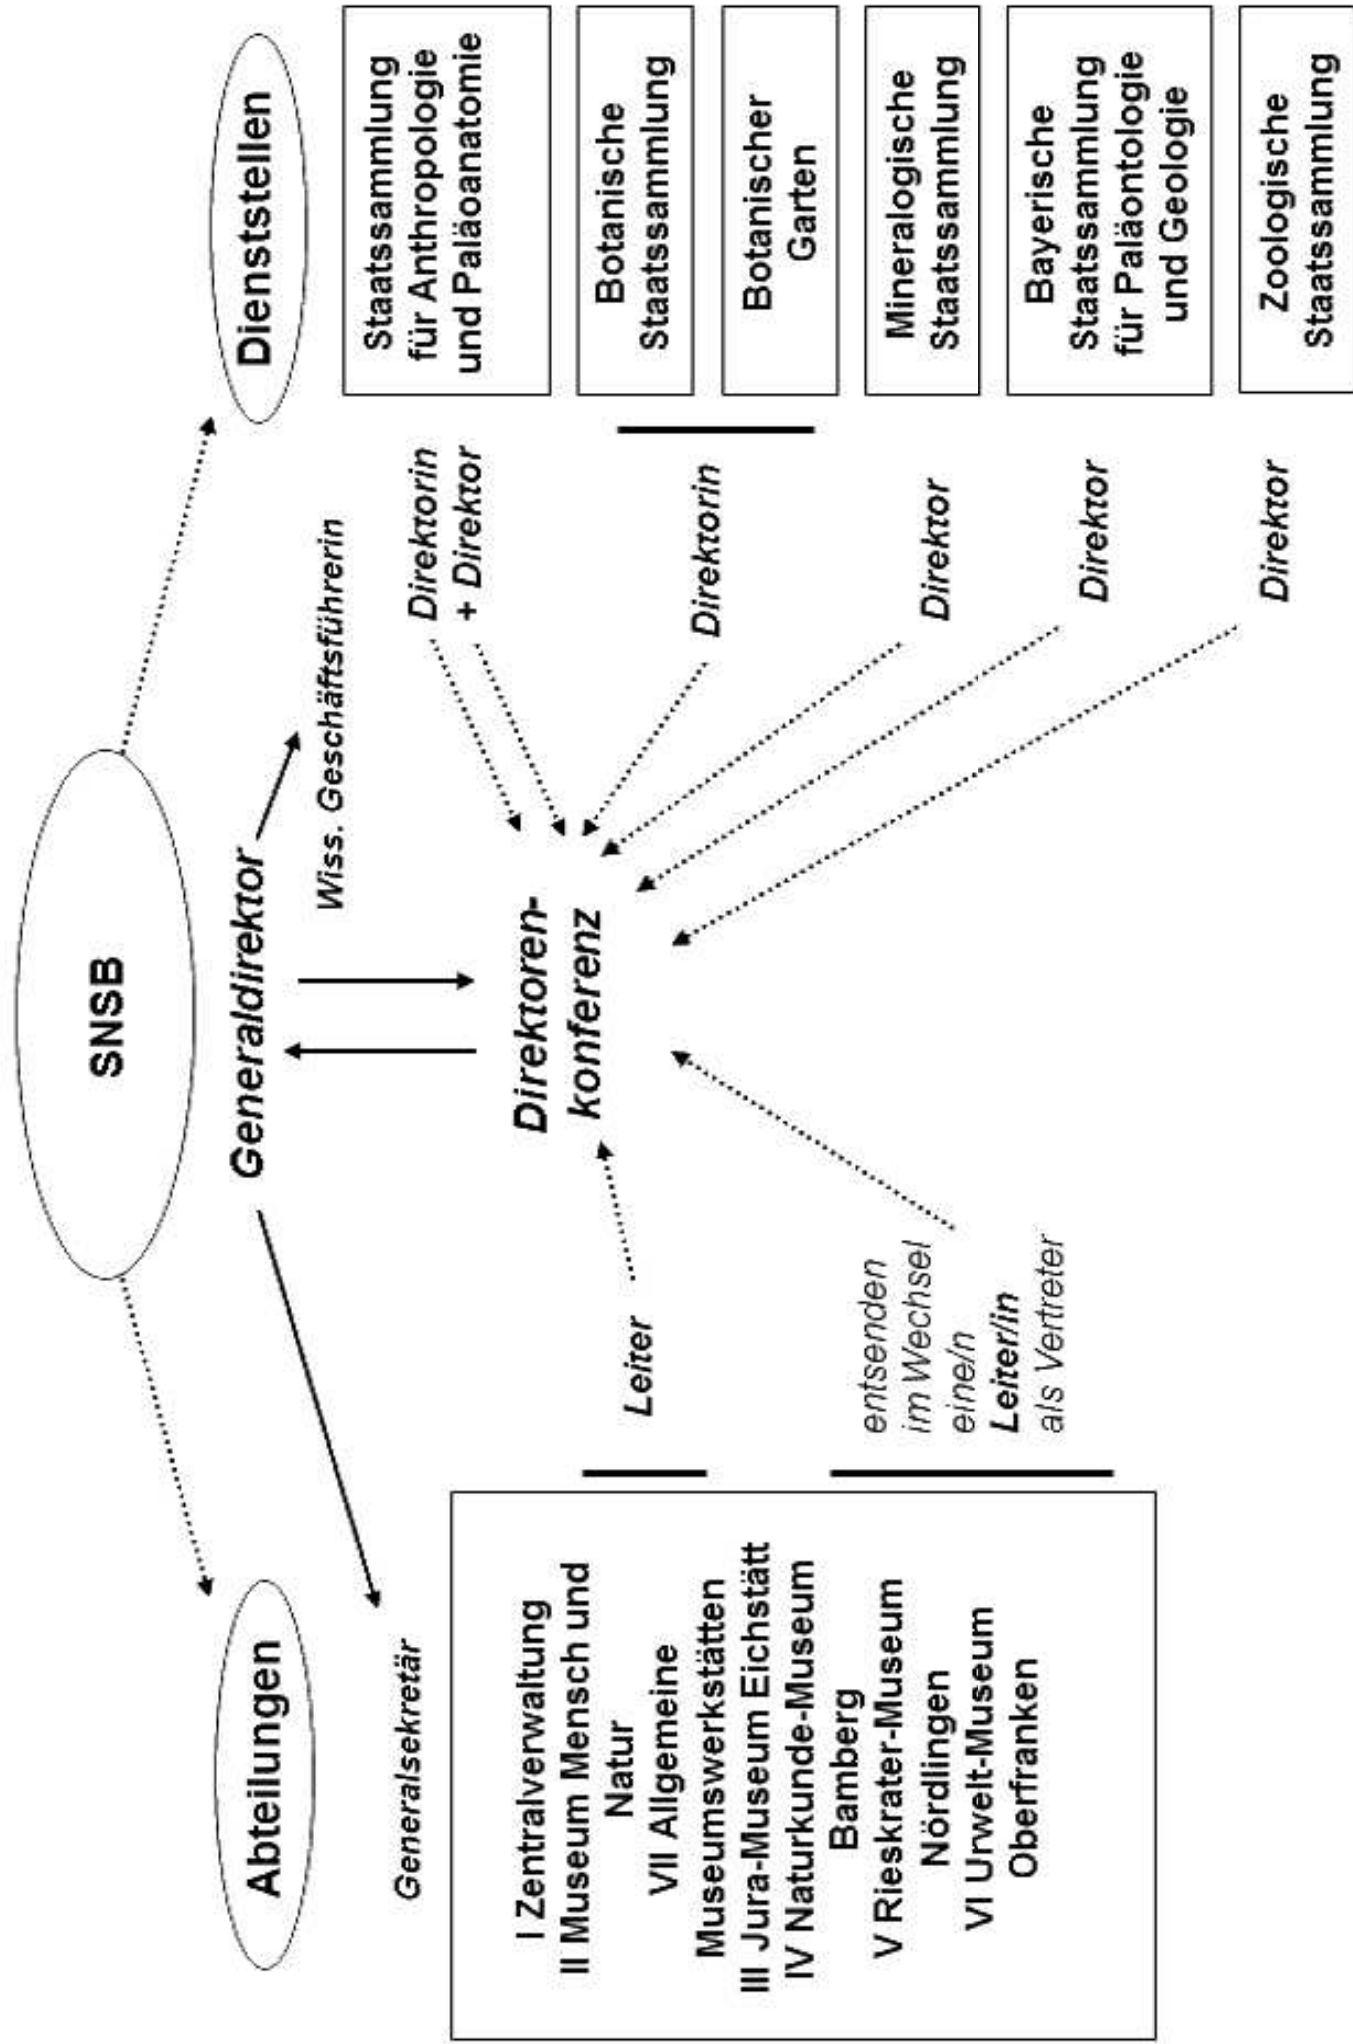 SNSB
Abteilungen
Generaldirektor
Dienststellen
Generalsekretär
Wiss. Geschäftsführerin
I Zentralverwaltung
II Museum Mensch und
Natur
VII Allgemeine
Museumswerkstätten
III Jura-Museum Eichstätt
IV Naturkunde-Museum
Bamberg
V Rieskrater-Museum
Nördlingen
VI Urwelt-Museum
Oberfranken
Leiter
entsenden
im Wechsel
eine/n
Leiter/in
als Vertreter
Direktoren-
konferenz
Direktorin
+ Direktor
Direktorin
Direktor
Direktor
Direktor
Staatssammlung
für Anthropologie
und Paläoanatomie
Botanische
Staatssammlung
Botanischer
Garten
Mineralogische
Staatssammlung
Bayerische
Staatssammlung
für Paläontologie
und Geologie
Zoologische
Staatssammlung